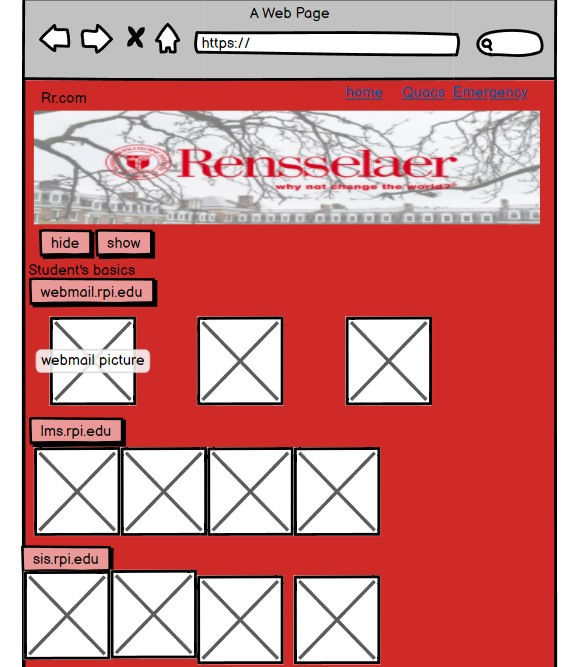 A Web Page
https://
Rr.com
home Quacs Emergency
Rensselaer
why not change the world?®
hide show
Student's basics
webmail.rpi.edu
webmail picture
lms.rpi.edu
sis.rpi.edu